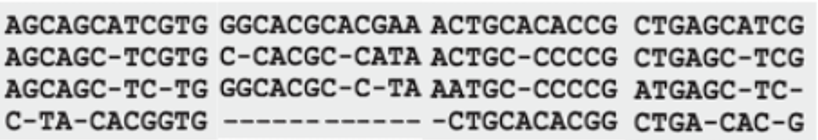 AGCAGCATCGTG GGCACGCACGAA ACTGCACACCG CTGAGCATCG
AGCAGC-TCGTG C-CACGC-CATA ACTGC-CCCCG CTGAGC-TCG
AGCAGC-TC-TG GGCACGC-C-TA AATGC-CCCCG ATGAGC-TC-
C-TA-CACGGTG ------------ -CTGCACACGG CTGA-CAC-G